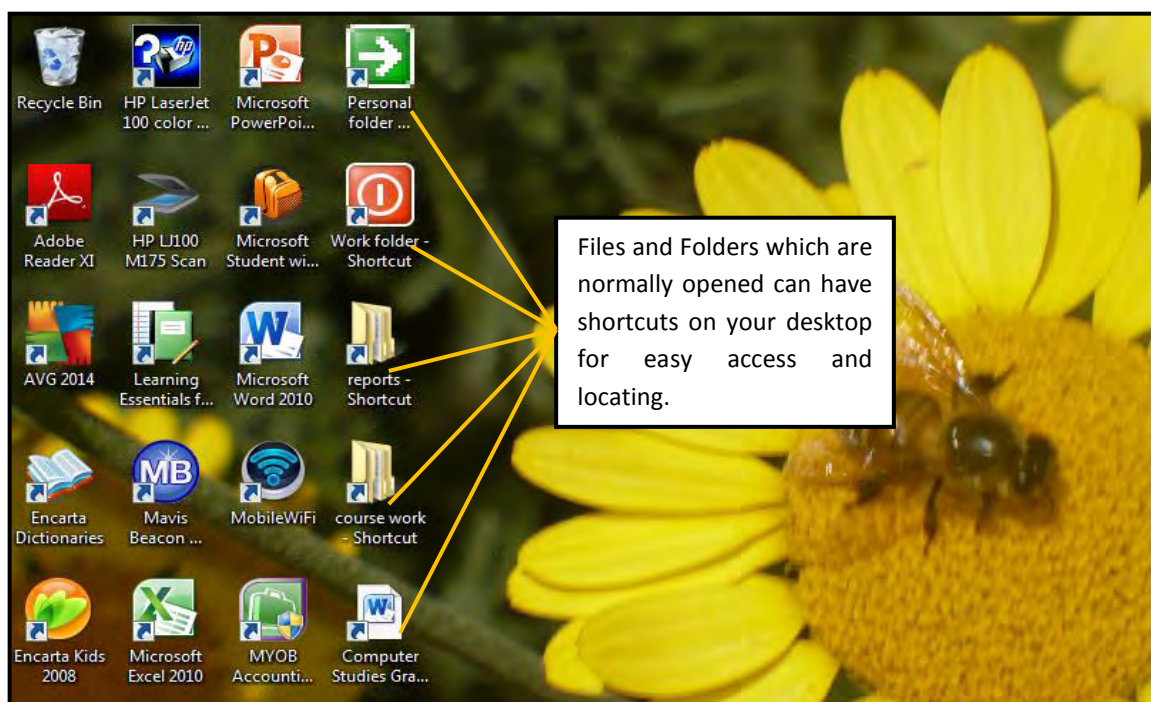 Recycle Bin
HP LaserJet
100 color ...
Microsoft
PowerPoi...
Personal
folder ...
Adobe
Reader XI
HP LJ100
M175 Scan
Microsoft
Student wi...
Work folder -
Shortcut
AVG 2014
Learning
Essentials f...
Microsoft
Word 2010
reports -
Shortcut
Encarta
Dictionaries
MB
Mavis
Beacon ...
MobileWiFi
course work
- Shortcut
Encarta Kids
2008
Microsoft
Excel 2010
MYOB
Accounti...
Computer
Studies Gra...
Files and Folders which are
normally opened can have
shortcuts on your desktop
for easy access and
locating.